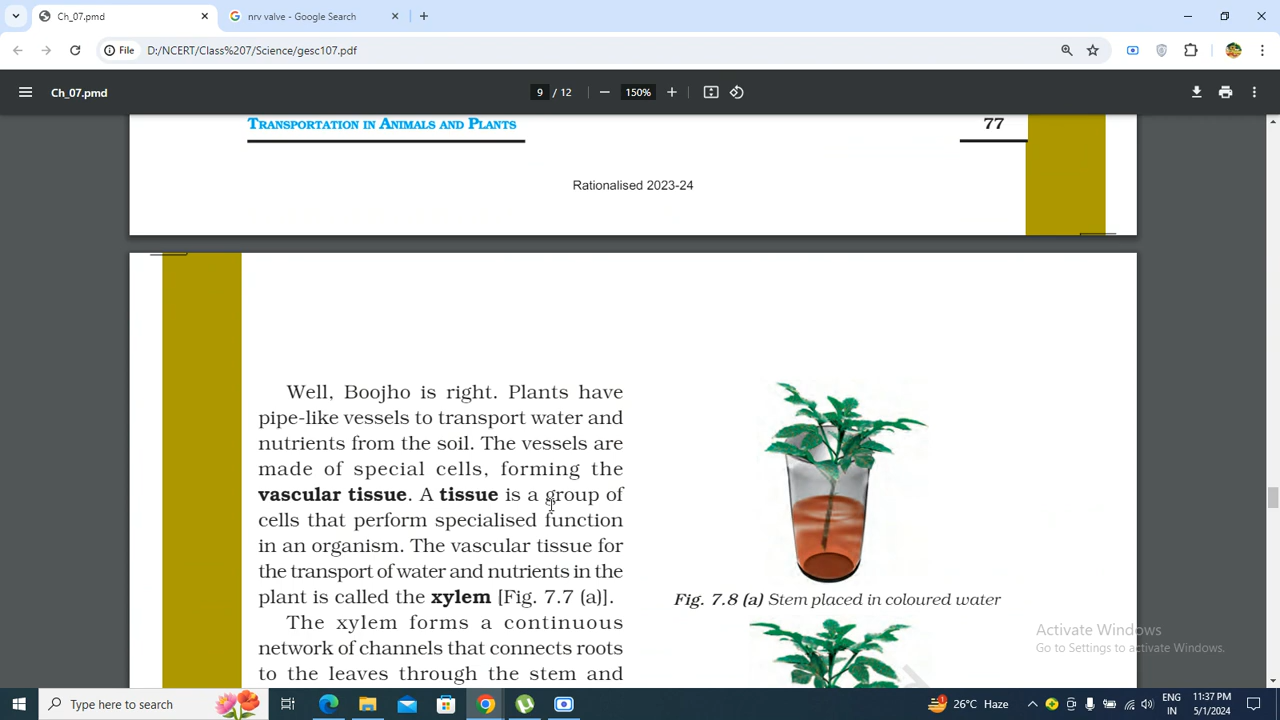 Ch_07.pmd
nrv valve - Google Search
File
D:/NCERT/Class%207/Science/gesc107.pdf
Ch_07.pmd
9 / 12
150%
TRANSPORTATION IN ANIMALS AND PLANTS
77
Rationalised 2023-24
Well, Boojho is right. Plants have
pipe-like vessels to transport water and
nutrients from the soil. The vessels are
made of special cells, forming the
vascular tissue. A tissue is a group of
cells that perform specialised function
in an organism. The vascular tissue for
the transport of water and nutrients in the
plant is called the xylem [Fig. 7.7 (a)].
The xylem forms a continuous
network of channels that connects roots
to the leaves through the stem and
Fig. 7.8 (a) Stem placed in coloured water
Activate Windows
Go to Settings to activate Windows.
Type here to search
26°C Haze
ENG
IN
11:37 PM
5/1/2024